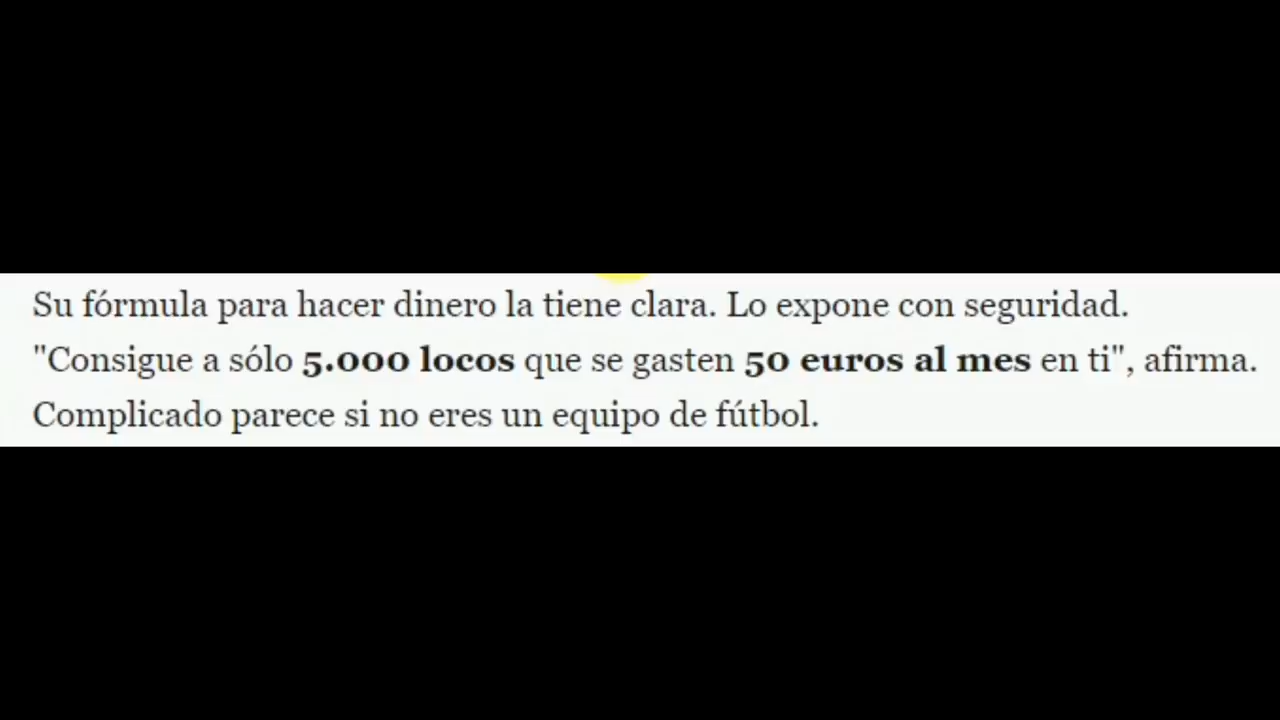 Su fórmula para hacer dinero la tiene clara. Lo expone con seguridad.
"Consigue a sólo 5.000 locos que se gasten 50 euros al mes en ti", afirma.
Complicado parece si no eres un equipo de fútbol.